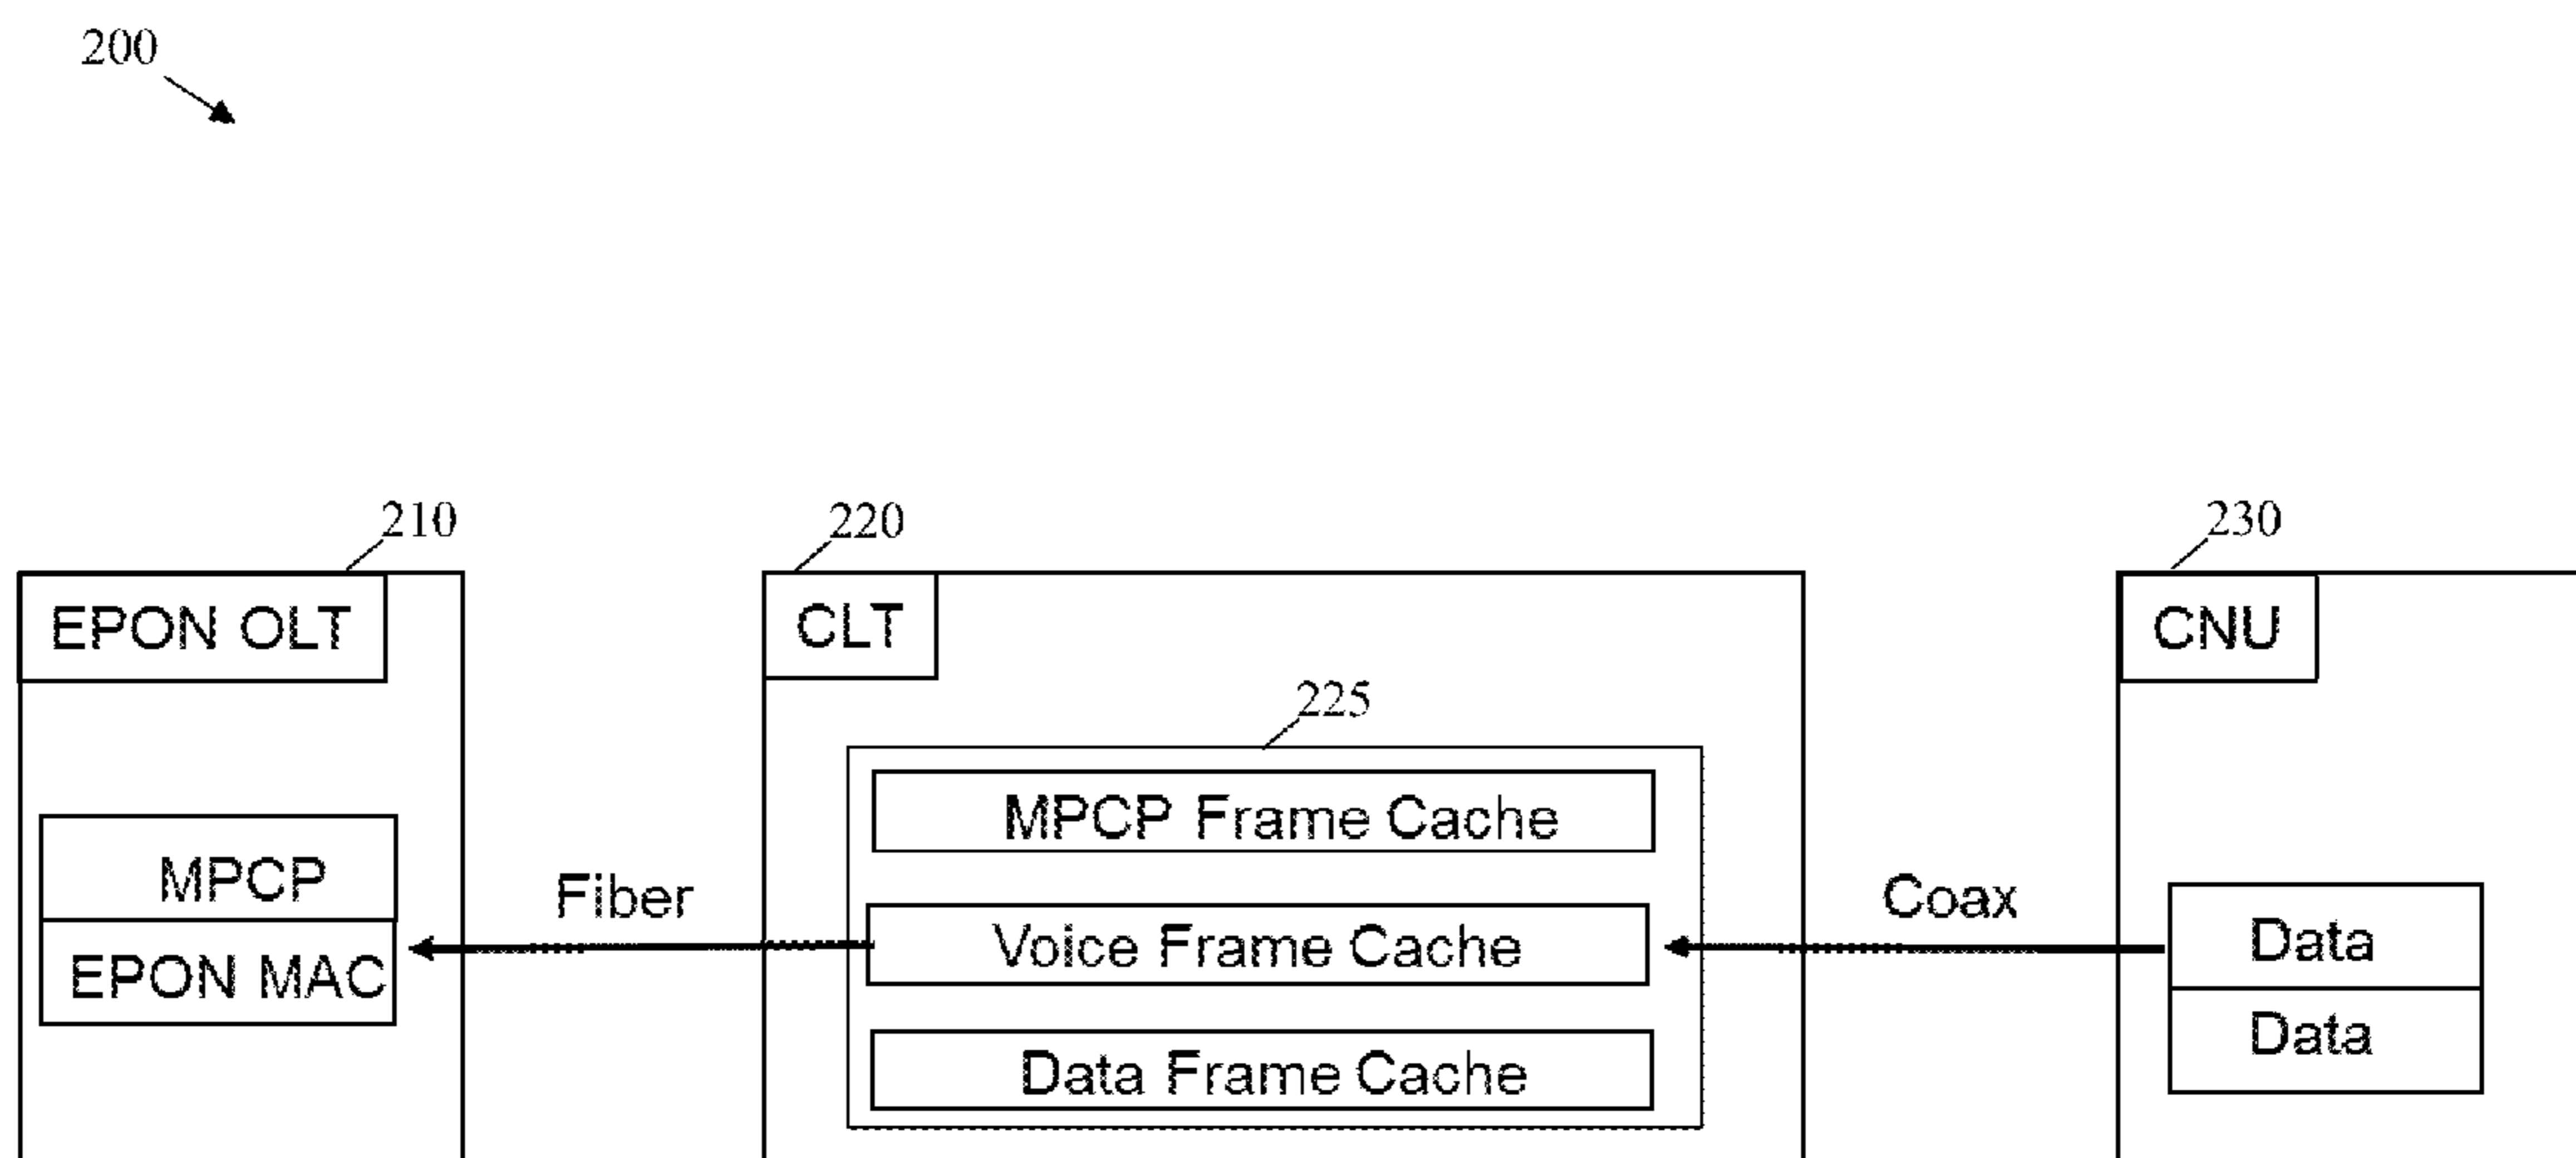 200
210
220
230
EPON OLT
CLT
CNU
225
MPCP Frame Cache
MPCP
Fiber
Coax
Voice Frame Cache
Data
EPON MAC
Data
Data Frame Cache